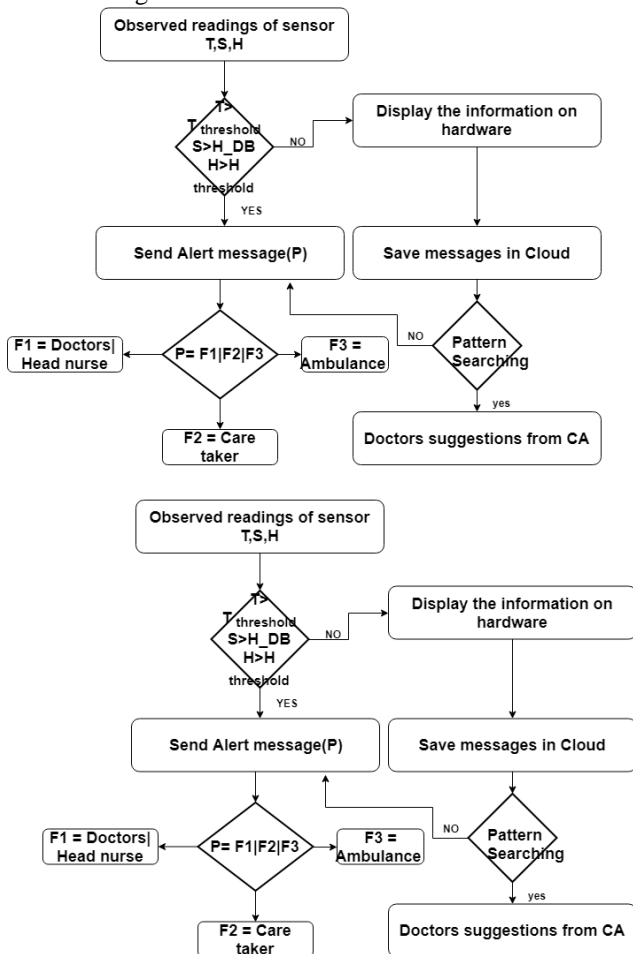 Observed readings of sensor
T,S,H
T>
T threshold
S>H_DB
H>H
threshold
NO
Display the information on
hardware
YES
Send Alert message(P)
Save messages in Cloud
F1 = Doctors|
Head nurse
P= F1|F2|F3
F3 =
Ambulance
NO
Pattern
Searching
yes
F2 = Care
taker
Doctors suggestions from CA
Observed readings of sensor
T,S,H
T>
T threshold
S>H_DB
H>H
threshold
NO
Display the information on
hardware
YES
Send Alert message(P)
Save messages in Cloud
F1 = Doctors|
Head nurse
P= F1|F2|F3
F3 =
Ambulance
NO
Pattern
Searching
yes
F2 = Care
taker
Doctors suggestions from CA